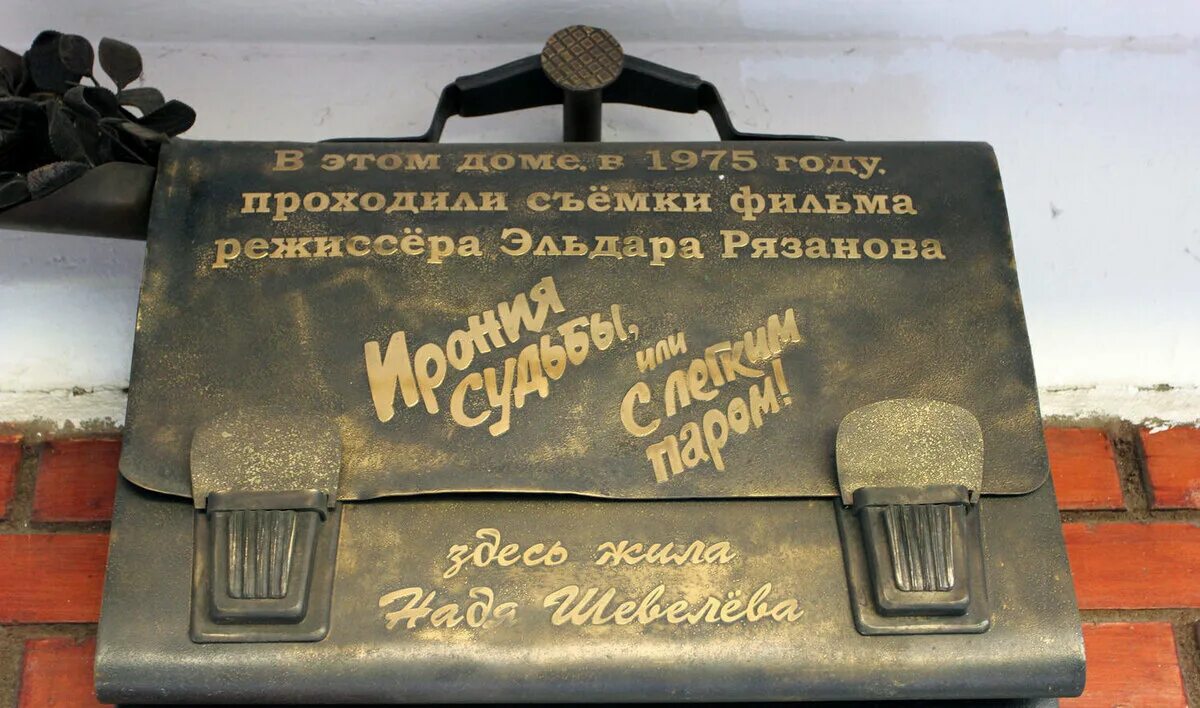 В этом доме, в 1975 году,
проходили съёмки фильма
режиссёра Эльдара Рязанова
Ирония
судьбы,
или
с легким
паром!
здесь жила
Надя Шевелёва